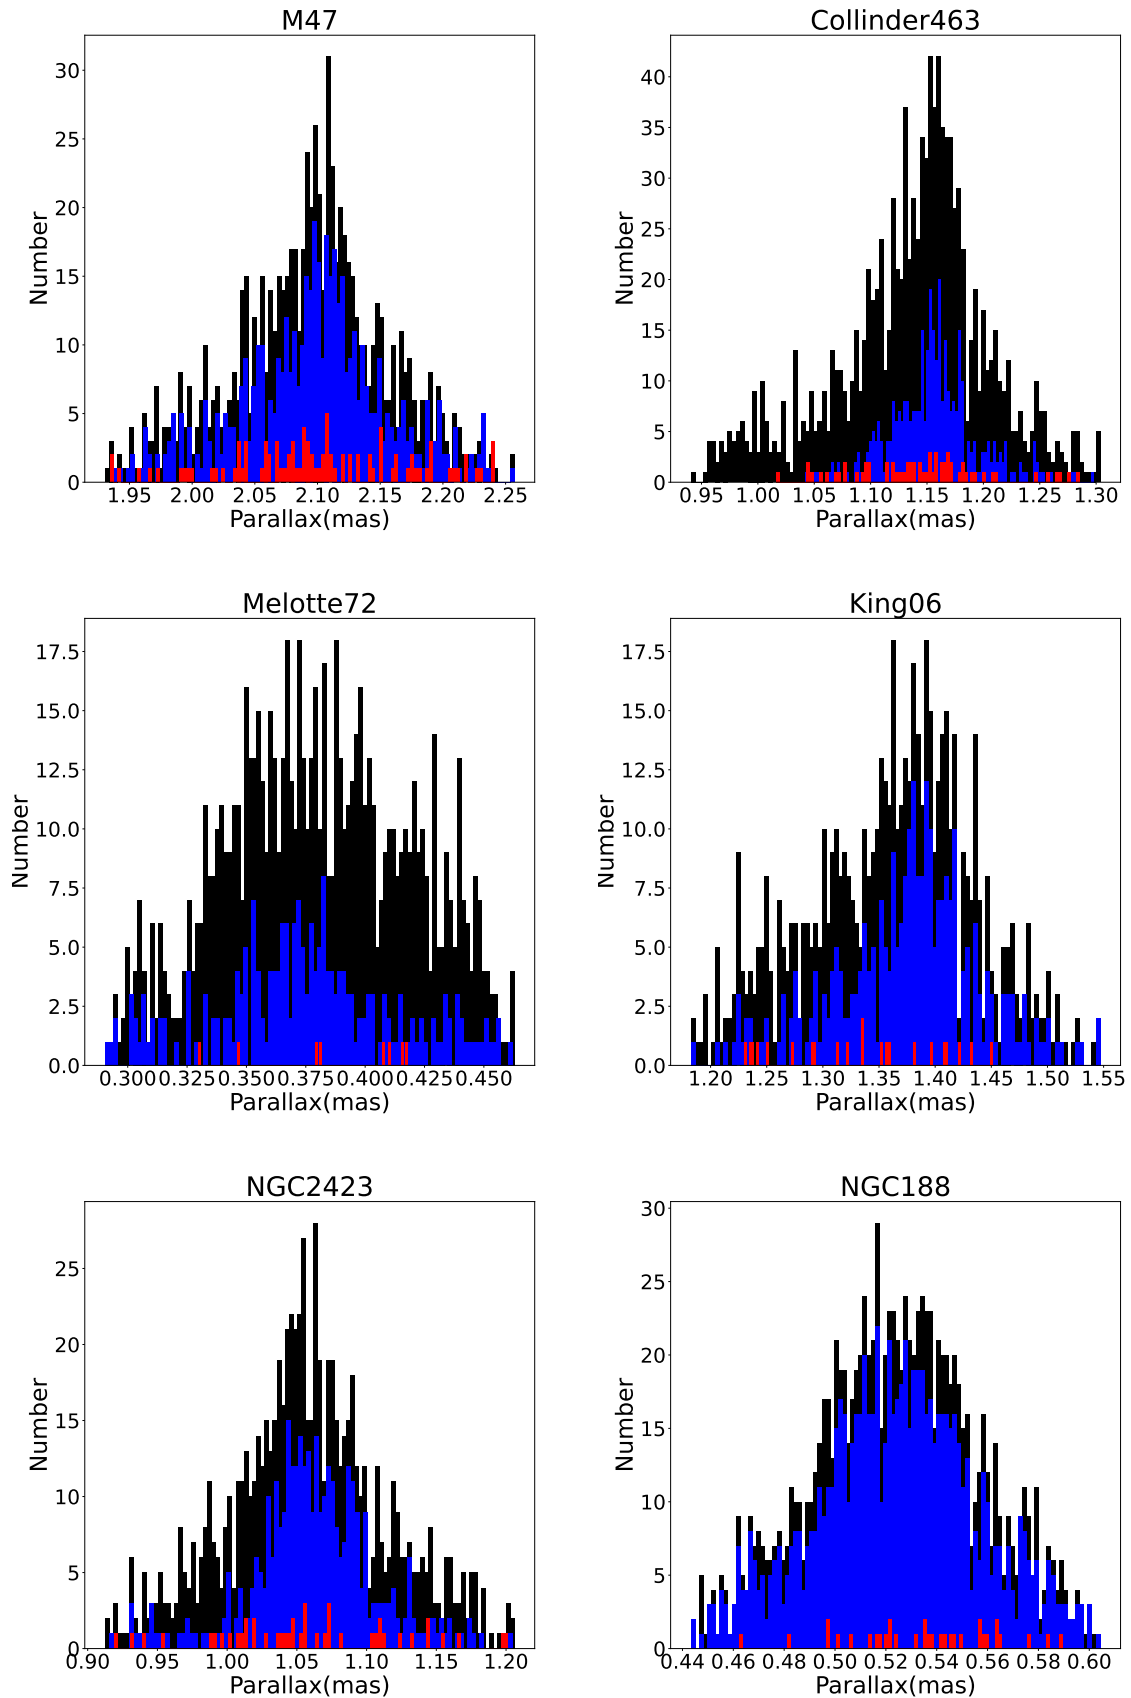 M47
Collinder463
30
25
20
15
10
5
0
Number
1.95 2.00 2.05 2.10 2.15 2.20 2.25
Parallax(mas)
40
35
30
25
20
15
10
5
0
Number
0.95 1.00 1.05 1.10 1.15 1.20 1.25 1.30
Parallax(mas)
Melotte72
King06
17.5
15.0
12.5
10.0
7.5
5.0
2.5
0.0
Number
0.300 0.325 0.350 0.375 0.400 0.425 0.450
Parallax(mas)
17.5
15.0
12.5
10.0
7.5
5.0
2.5
0.0
Number
1.20 1.25 1.30 1.35 1.40 1.45 1.50 1.55
Parallax(mas)
NGC2423
NGC188
25
20
15
10
5
0
Number
0.90 0.95 1.00 1.05 1.10 1.15 1.20
Parallax(mas)
30
25
20
15
10
5
0
Number
0.44 0.46 0.48 0.50 0.52 0.54 0.56 0.58 0.60
Parallax(mas)